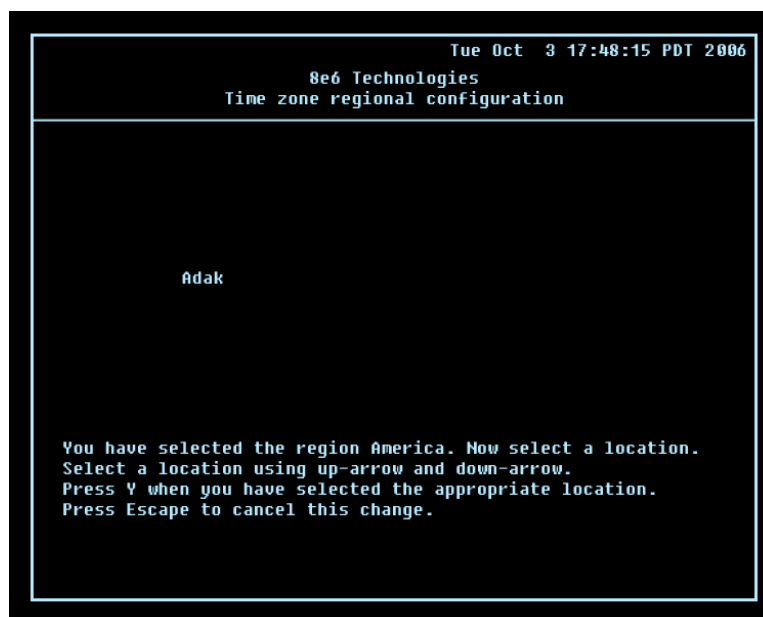 Tue Oct  3 17:48:15 PDT 2006
8e6 Technologies
Time zone regional configuration
Adak
You have selected the region America. Now select a location.
Select a location using up-arrow and down-arrow.
Press Y when you have selected the appropriate location.
Press Escape to cancel this change.